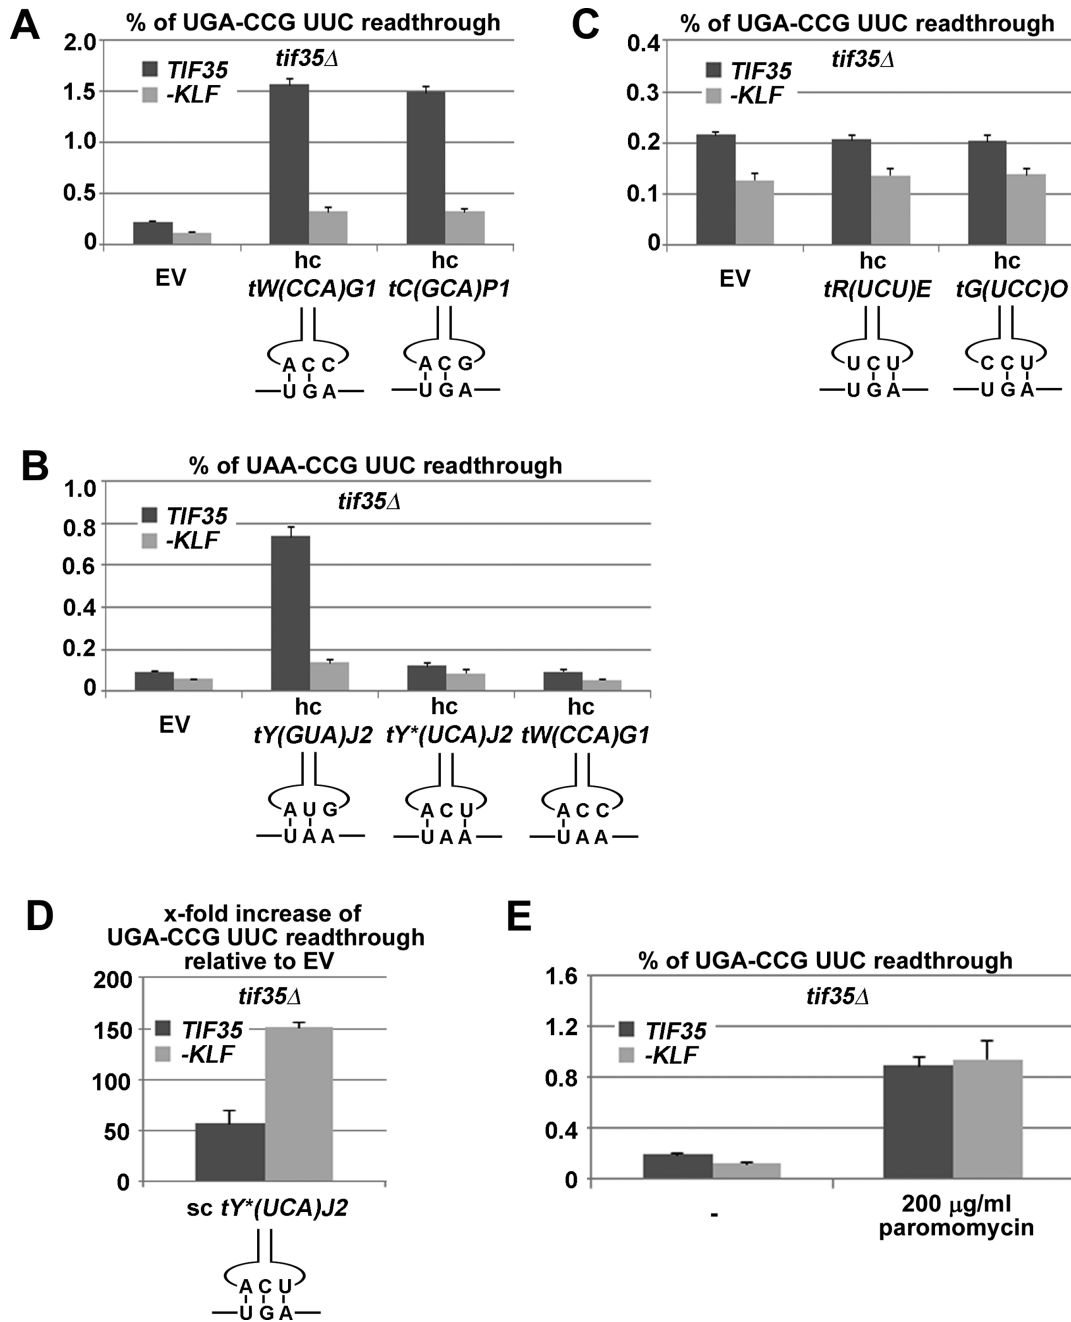 A
% of UGA-CCG UUC readthrough
2.0
1.5
1.0
0.5
0
tif35Δ
TIF35
-KLF
EV
hc
tW(CCA)G1
hc
tC(GCA)P1
A C C
U G A
A C G
U G A
C
% of UGA-CCG UUC readthrough
0.4
0.3
0.2
0.1
0
tif35Δ
TIF35
-KLF
EV
hc
tR(UCU)E
hc
tG(UCC)O
U C U
U G A
C C U
U G A
B
% of UAA-CCG UUC readthrough
1.0
0.8
0.6
0.4
0.2
0
tif35Δ
TIF35
-KLF
EV
hc
tY(GUA)J2
hc
tY*(UCA)J2
hc
tW(CCA)G1
A U G
U A A
A C U
U A A
A C C
U A A
D
x-fold increase of
UGA-CCG UUC readthrough
relative to EV
200
150
100
50
0
tif35Δ
TIF35
-KLF
sc tY*(UCA)J2
A C U
U G A
E
% of UGA-CCG UUC readthrough
1.6
1.2
0.8
0.4
0
tif35Δ
TIF35
-KLF
-
200 μg/ml
paromomycin